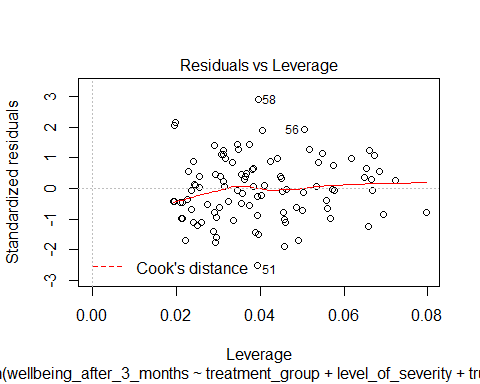 Residuals vs Leverage
Standardized residuals
3
2
1
0
-1
-2
-3
58
56
51
Cook's distance
0.00 0.02 0.04 0.06 0.08
Leverage
(wellbeing_after_3_months ~ treatment_group + level_of_severity +